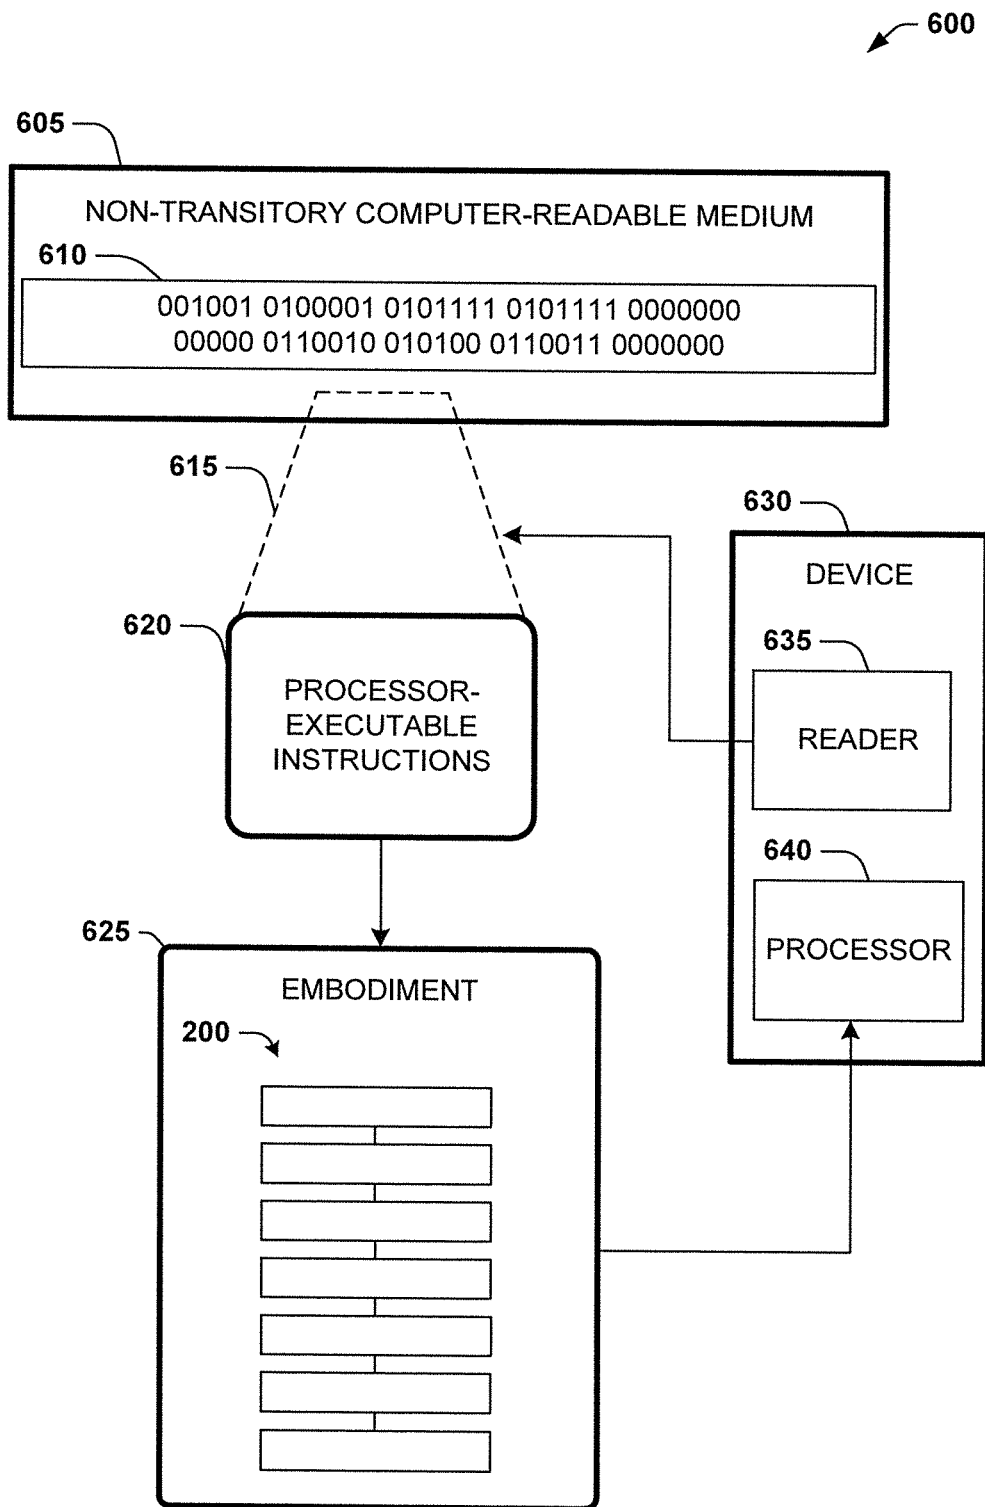 600
605
NON-TRANSITORY COMPUTER-READABLE MEDIUM
610
001001 0100001 0101111 0101111 0000000
00000 0110010 010100 0110011 0000000
615
630
DEVICE
620
635
PROCESSOR-
EXECUTABLE
INSTRUCTIONS
READER
640
625
PROCESSOR
EMBODIMENT
200